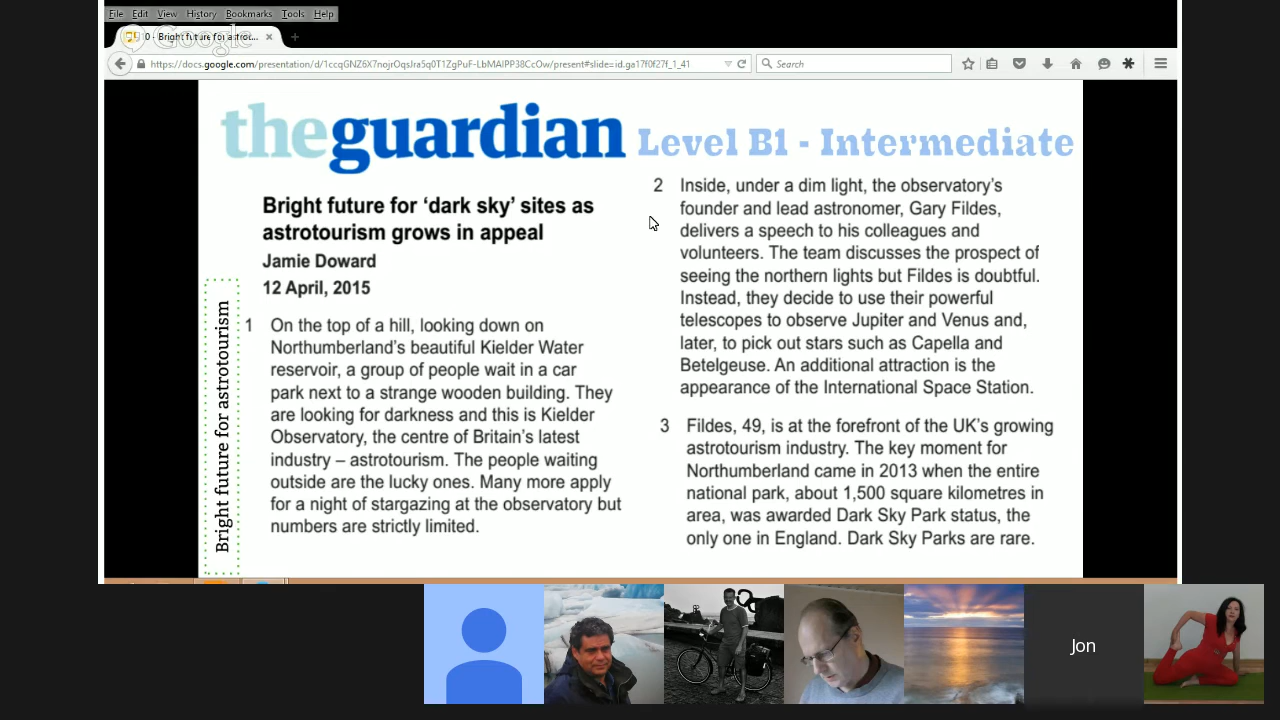 File Edit View History Bookmarks Tools Help
Google
10 - Bright future for astrot...
https://docs.google.com/presentation/d/1ccqGNZ6X7nojrOqsJra5q0T1ZgPuF-LbMAIPP38CcOw/present#slide=id.ga17f0f27f_1_41
Search
theguardian
Level B1 - Intermediate
Bright future for ‘dark sky’ sites as
astrotourism grows in appeal
Jamie Doward
12 April, 2015
Bright future for astrotourism
1 On the top of a hill, looking down on
Northumberland’s beautiful Kielder Water
reservoir, a group of people wait in a car
park next to a strange wooden building. They
are looking for darkness and this is Kielder
Observatory, the centre of Britain’s latest
industry – astrotourism. The people waiting
outside are the lucky ones. Many more apply
for a night of stargazing at the observatory but
numbers are strictly limited.
2 Inside, under a dim light, the observatory’s
founder and lead astronomer, Gary Fildes,
delivers a speech to his colleagues and
volunteers. The team discusses the prospect of
seeing the northern lights but Fildes is doubtful.
Instead, they decide to use their powerful
telescopes to observe Jupiter and Venus and,
later, to pick out stars such as Capella and
Betelgeuse. An additional attraction is the
appearance of the International Space Station.
3 Fildes, 49, is at the forefront of the UK’s growing
astrotourism industry. The key moment for
Northumberland came in 2013 when the entire
national park, about 1,500 square kilometres in
area, was awarded Dark Sky Park status, the
only one in England. Dark Sky Parks are rare.
Jon